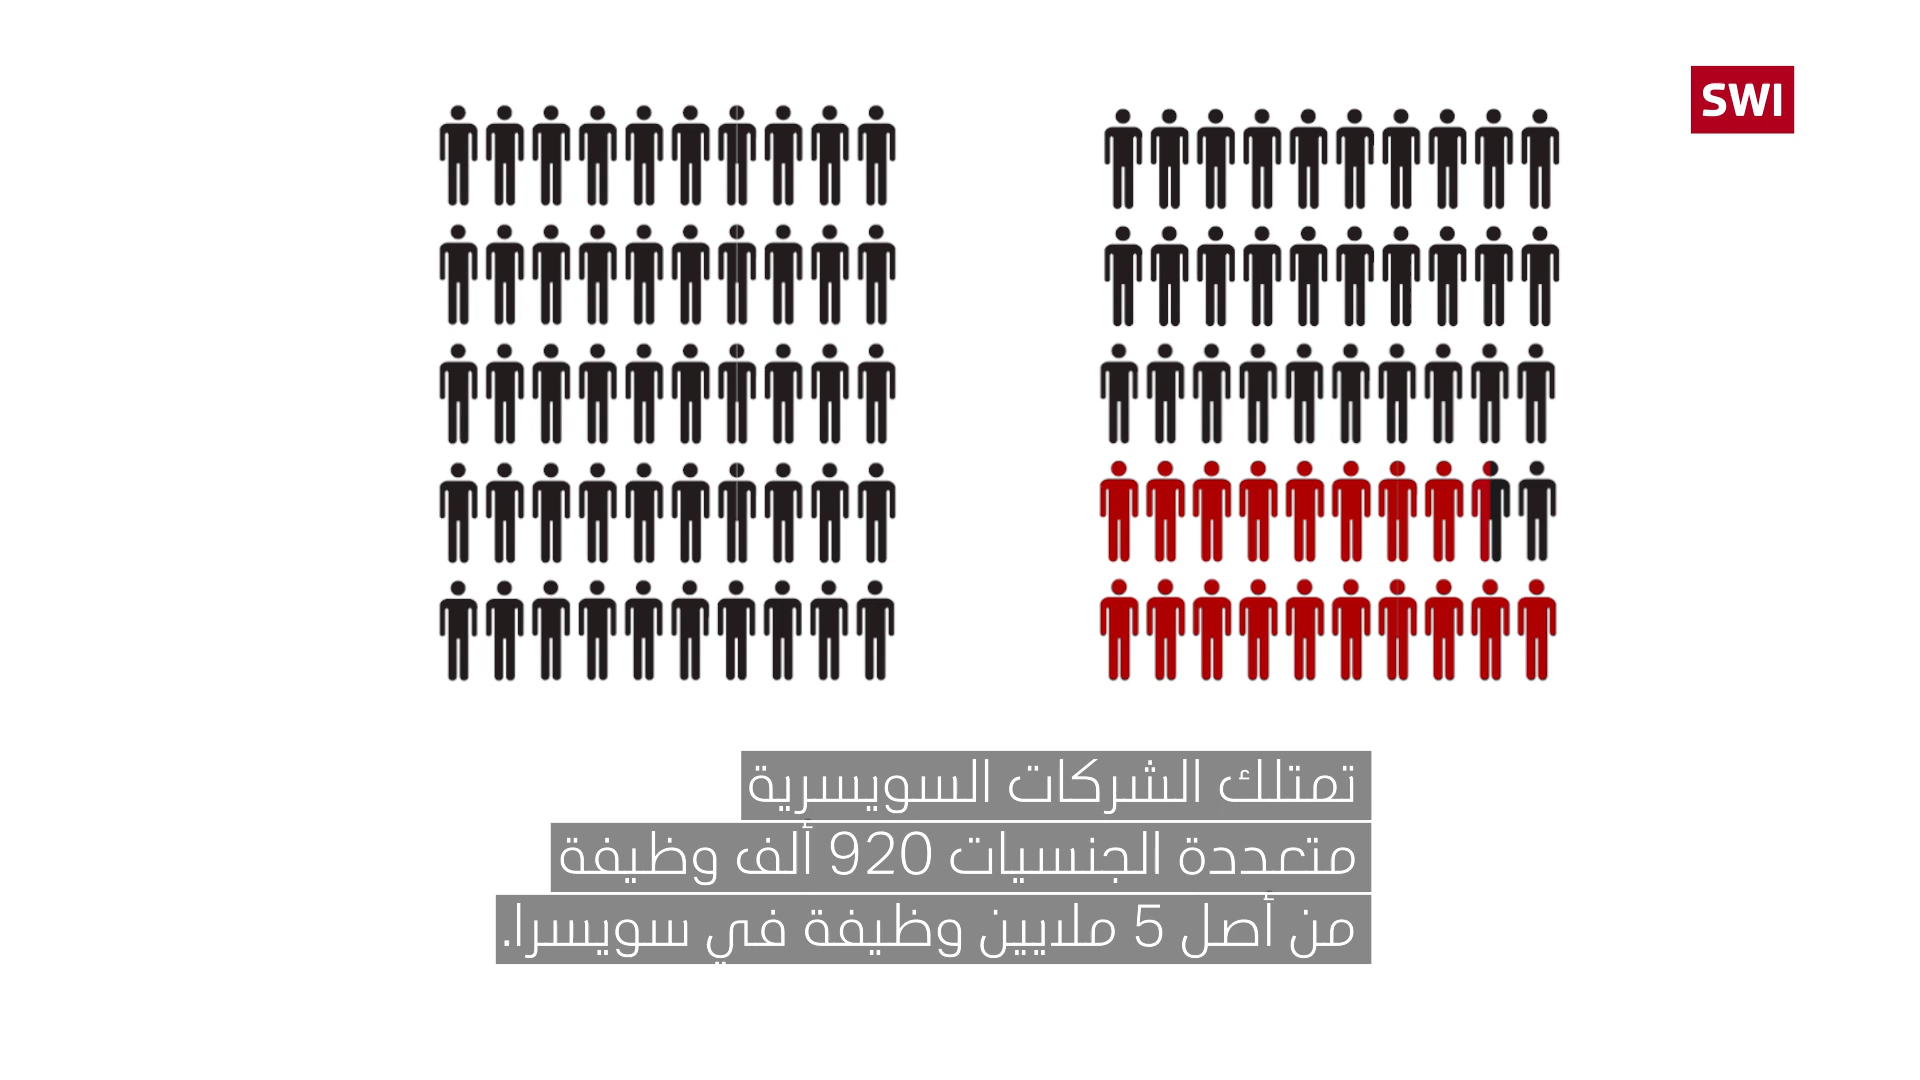 SWI
تمتلك الشركات السويسرية
متعددة الجنسيات 920 ألف وظيفة
من أصل 5 ملايين وظيفة في سويسرا.